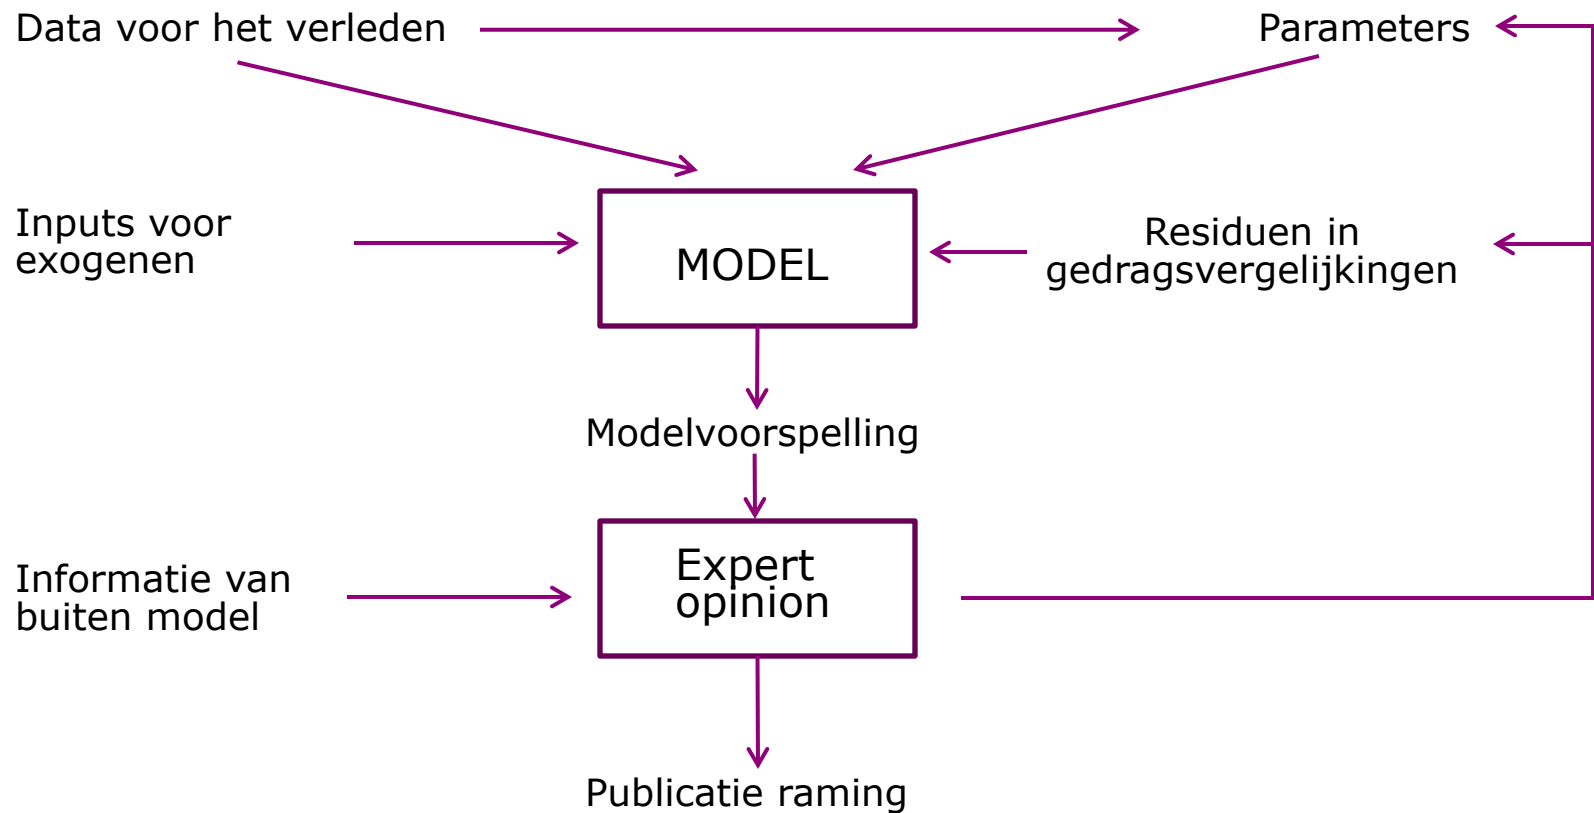 Data voor het verleden
Parameters
Inputs voor
exogenen
MODEL
Residuen in
gedragsvergelijkingen
Modelvoorspelling
Informatie van
buiten model
Expert
opinion
Publicatie raming